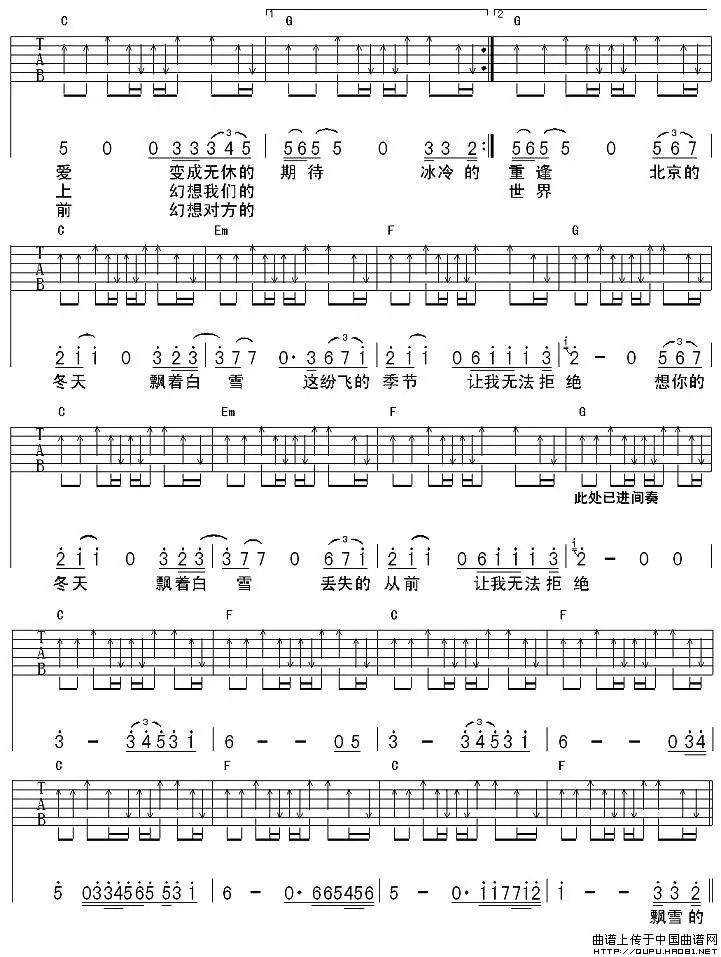 C 1 G 2 G
T A B
5 0 0 3 3 3 4 5 | 5 6 5 5 0 3 3 2 :| 5 6 5 5 0 5 6 7
爱 变成无休的 期待 冰冷的 重逢 北京的
上 幻想我们的 世界
前 幻想对方的
C Em F G
T A B
2 1 1 0 3 2 3 | 3 7 7 0· 3 6 7 1 | 2 1 1 0 6 1 1 1 3 | 1 2 - 0 5 6 7
冬天 飘着白 雪 这纷飞的 季节 让我无法拒 绝 想你的
C Em F G
T A B
此处已进间奏
2 1 1 0 3 2 3 | 3 7 7 0 6 7 1 | 2 1 1 0 6 1 1 1 3 | 1 2 - 0 0
冬天 飘着白 雪 丢失的 从前 让我无法拒 绝
C F C F
T A B
3 - - 3 4 5 3 1 | 6 - - 0 5 | 3 - - 3 4 5 3 1 | 6 - - 0 3 4
C F C F
T A B
5 0 3 3 4 5 6 5 5 3 1 | 6 - 0· 6 6 5 4 5 6 | 5 - 0· 1 1 7 7 1 2 | 1 - - 3 3 2
飘雪的
曲谱上传于中国曲谱网
HTTP://QUPU.HAO81.NET